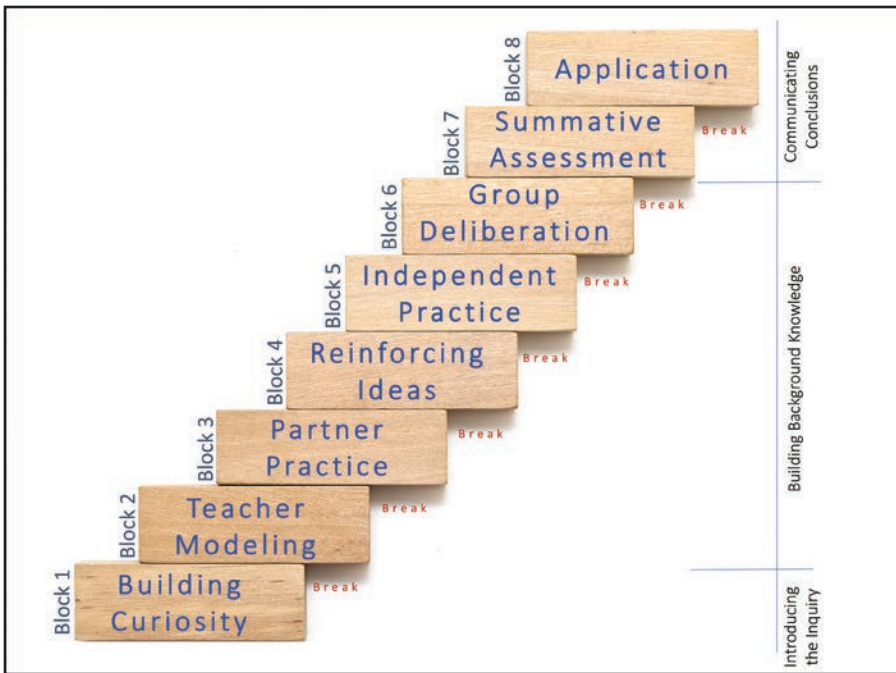 Block 8
Application
Break
Block 7
Summative
Assessment
Break
Block 6
Group
Deliberation
Break
Block 5
Independent
Practice
Break
Block 4
Reinforcing
Ideas
Break
Block 3
Partner
Practice
Break
Block 2
Teacher
Modeling
Break
Block 1
Building
Curiosity
Communicating
Conclusions
Building Background Knowledge
Introducing
the Inquiry